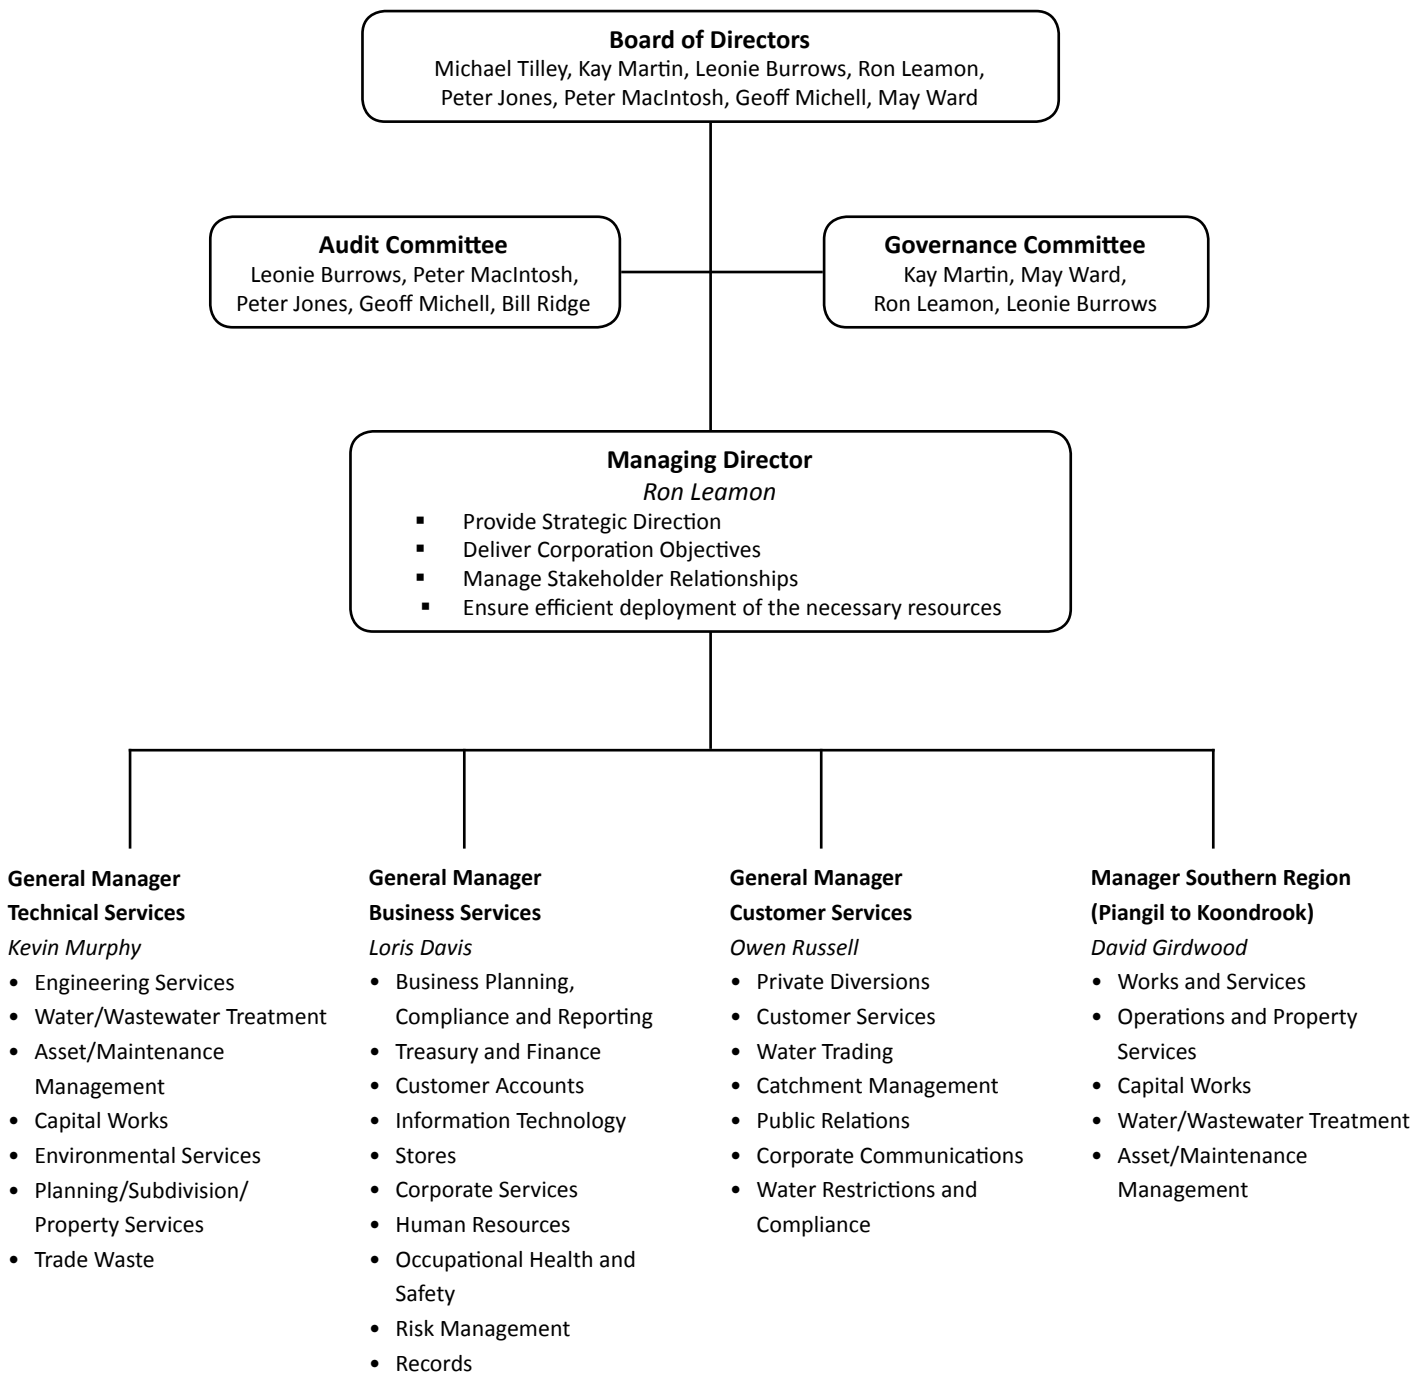 Board of Directors
Michael Tilley, Kay Martin, Leonie Burrows, Ron Leamon,
Peter Jones, Peter MacIntosh, Geoff Michell, May Ward
Audit Committee
Leonie Burrows, Peter MacIntosh,
Peter Jones, Geoff Michell, Bill Ridge
Governance Committee
Kay Martin, May Ward,
Ron Leamon, Leonie Burrows
Managing Director
Ron Leamon
▪ Provide Strategic Direction
▪ Deliver Corporation Objectives
▪ Manage Stakeholder Relationships
▪ Ensure efficient deployment of the necessary resources
General Manager
Technical Services
Kevin Murphy
• Engineering Services
• Water/Wastewater Treatment
• Asset/Maintenance
Management
• Capital Works
• Environmental Services
• Planning/Subdivision/
Property Services
• Trade Waste
General Manager
Business Services
Loris Davis
• Business Planning,
Compliance and Reporting
• Treasury and Finance
• Customer Accounts
• Information Technology
• Stores
• Corporate Services
• Human Resources
• Occupational Health and
Safety
• Risk Management
• Records
General Manager
Customer Services
Owen Russell
• Private Diversions
• Customer Services
• Water Trading
• Catchment Management
• Public Relations
• Corporate Communications
• Water Restrictions and
Compliance
Manager Southern Region
(Piangil to Koondrook)
David Girdwood
• Works and Services
• Operations and Property
Services
• Capital Works
• Water/Wastewater Treatment
• Asset/Maintenance
Management